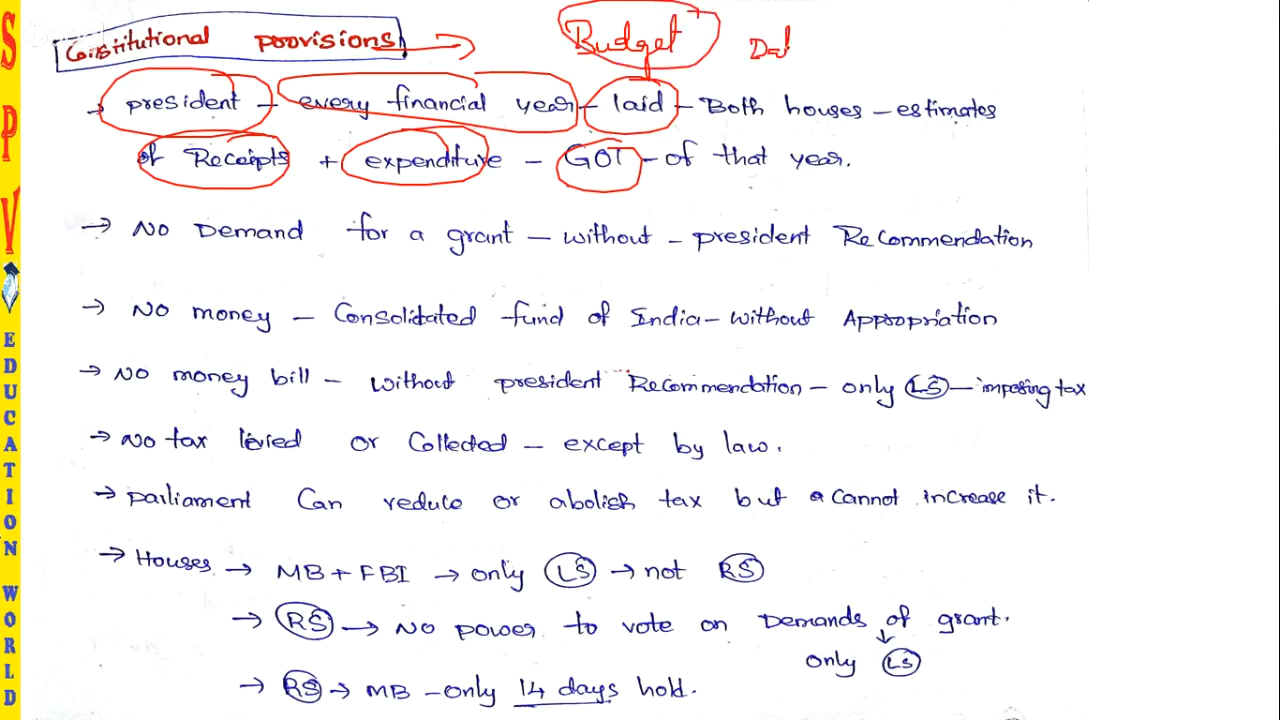 SPV EDUCATION WORLD
Constitutional provisions → Budget
→ president - every financial year - laid - Both houses - estimates
of Receipts + expenditure - GOI - of that year.
→ No Demand for a grant - without - president Recommendation
→ No money - Consolidated fund of India - without Appropriation
→ No money bill - without president Recommendation - only LS - imposing tax
→ No tax levied or Collected - except by law.
→ parliament Can reduce or abolish tax but cannot increase it.
→ Houses → MB + FBI → only LS → not RS
→ RS → No power to vote on Demands of grant.
↓
only LS
→ RS → MB - only 14 days hold.